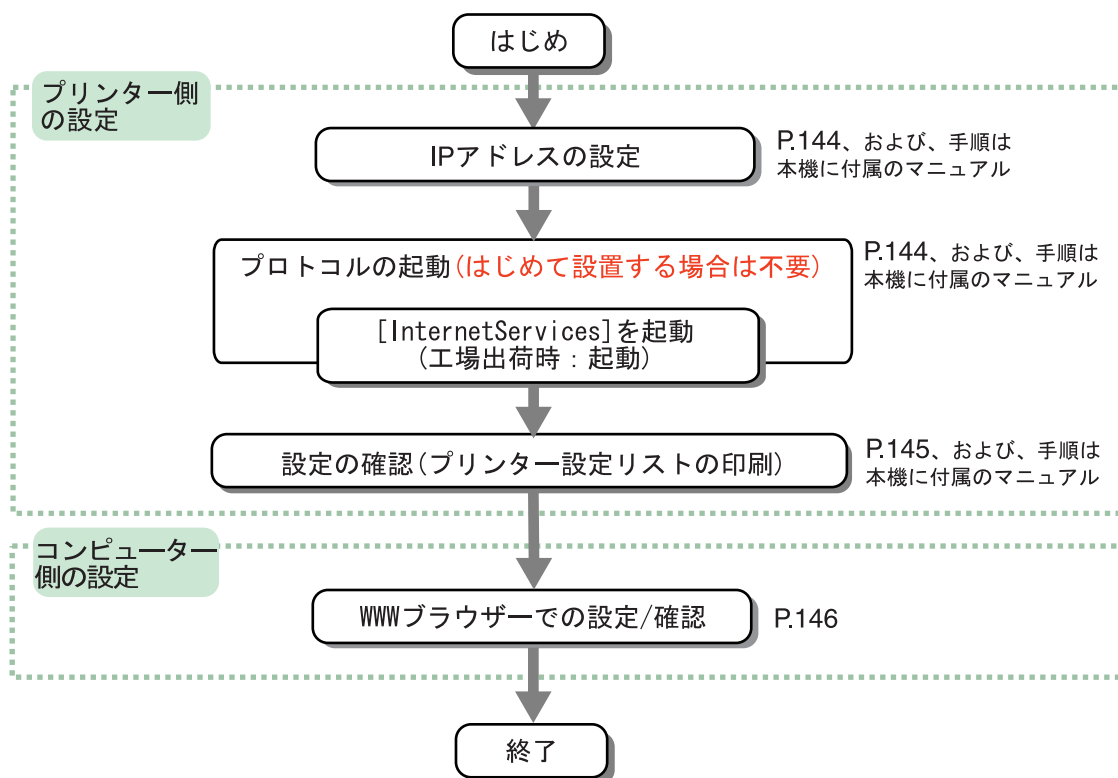 はじめ
プリンター側
の設定
IPアドレスの設定
P.144、および、手順は
本機に付属のマニュアル
プロトコルの起動(はじめて設置する場合は不要)
P.144、および、手順は
本機に付属のマニュアル
[InternetServices]を起動
(工場出荷時：起動)
設定の確認(プリンター設定リストの印刷)
P.145、および、手順は
本機に付属のマニュアル
コンピューター
側の設定
WWWブラウザーでの設定/確認
P.146
終了